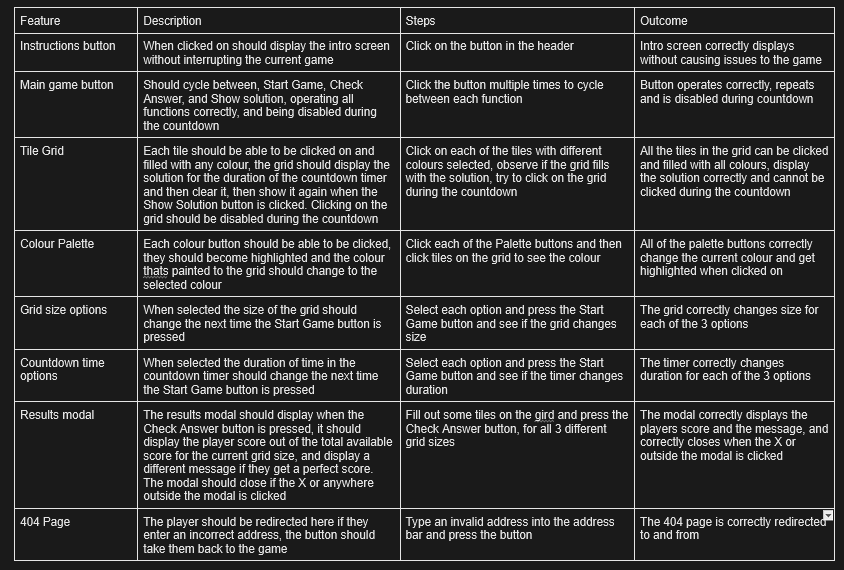 Feature Description Steps Outcome
Instructions button When clicked on should display the intro screen Click on the button in the header Intro screen correctly displays
without interrupting the current game without causing issues to the game
Main game button Should cycle between, Start Game, Check Click the button multiple times to cycle Button operates correctly, repeats
Answer, and Show solution, operating all between each function and is disabled during countdown
functions correctly, and being disabled during
the countdown
Tile Grid Each tile should be able to be clicked on and Click on each of the tiles with different All the tiles in the grid can be clicked
filled with any colour, the grid should display the colours selected, observe if the grid fills and filled with all colours, display
solution for the duration of the countdown timer with the solution, try to click on the grid the solution correctly and cannot be
and then clear it, then show it again when the during the countdown clicked during the countdown
Show Solution button is clicked. Clicking on the
grid should be disabled during the countdown
Colour Palette Each colour button should be able to be clicked, Click each of the Palette buttons and then All of the palette buttons correctly
they should become highlighted and the colour click tiles on the grid to see the colour change the current colour and get
thats painted to the grid should change to the highlighted when clicked on
selected colour
Grid size options When selected the size of the grid should Select each option and press the Start The grid correctly changes size for
change the next time the Start Game button is Game button and see if the grid changes each of the 3 options
pressed size
Countdown time When selected the duration of time in the Select each option and press the Start The timer correctly changes
options countdown timer should change the next time Game button and see if the timer changes duration for each of the 3 options
the Start Game button is pressed duration
Results modal The results modal should display when the Fill out some tiles on the gird and press the The modal correctly displays the
Check Answer button is pressed, it should Check Answer button, for all 3 different players score and the message, and
display the player score out of the total available grid sizes correctly closes when the X or
score for the current grid size, and display a outside the modal is clicked
different message if they get a perfect score.
The modal should close if the X or anywhere
outside the modal is clicked
404 Page The player should be redirected here if they Type an invalid address into the address The 404 page is correctly redirected
enter an incorrect address, the button should bar and press the button to and from
take them back to the game